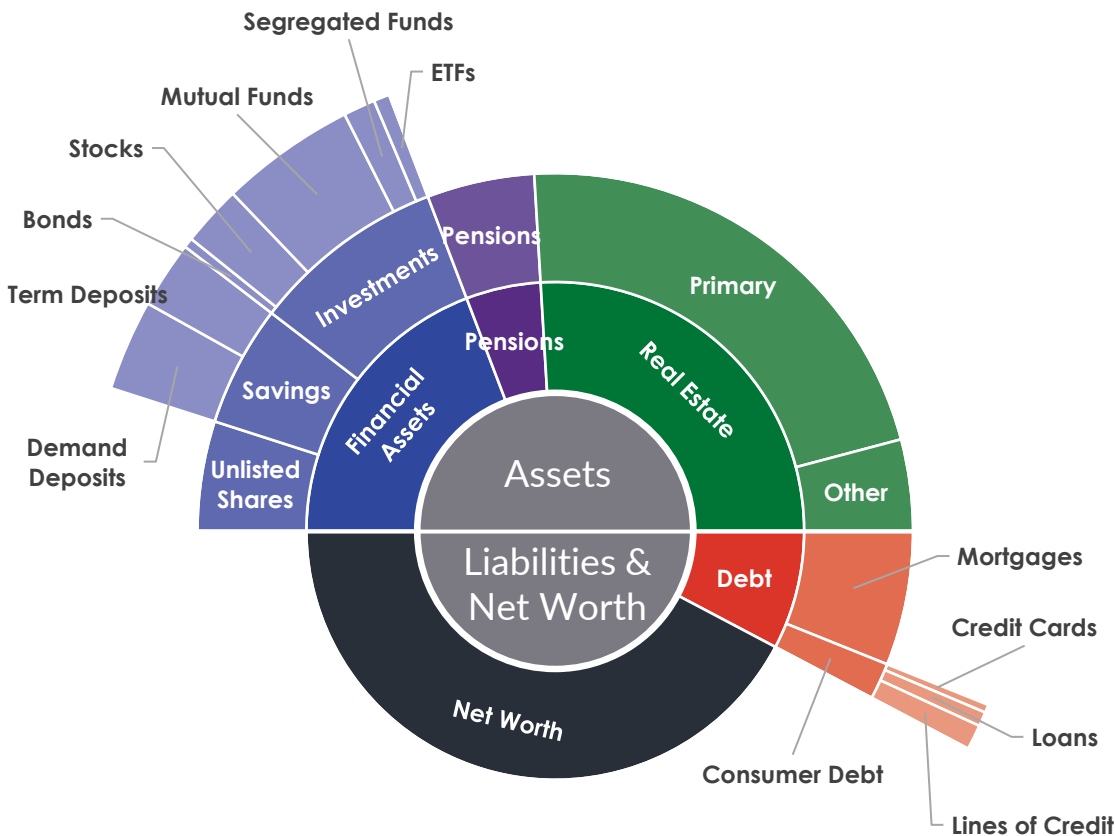 Segregated Funds
ETFs
Mutual Funds
Stocks
Bonds
Term Deposits
Demand
Deposits
Pensions
Primary
Investments
Pensions
Real Estate
Savings
Financial
Assets
Unlisted
Shares
Other
Assets
Liabilities &
Net Worth
Debt
Mortgages
Credit Cards
Net Worth
Loans
Consumer Debt
Lines of Credit